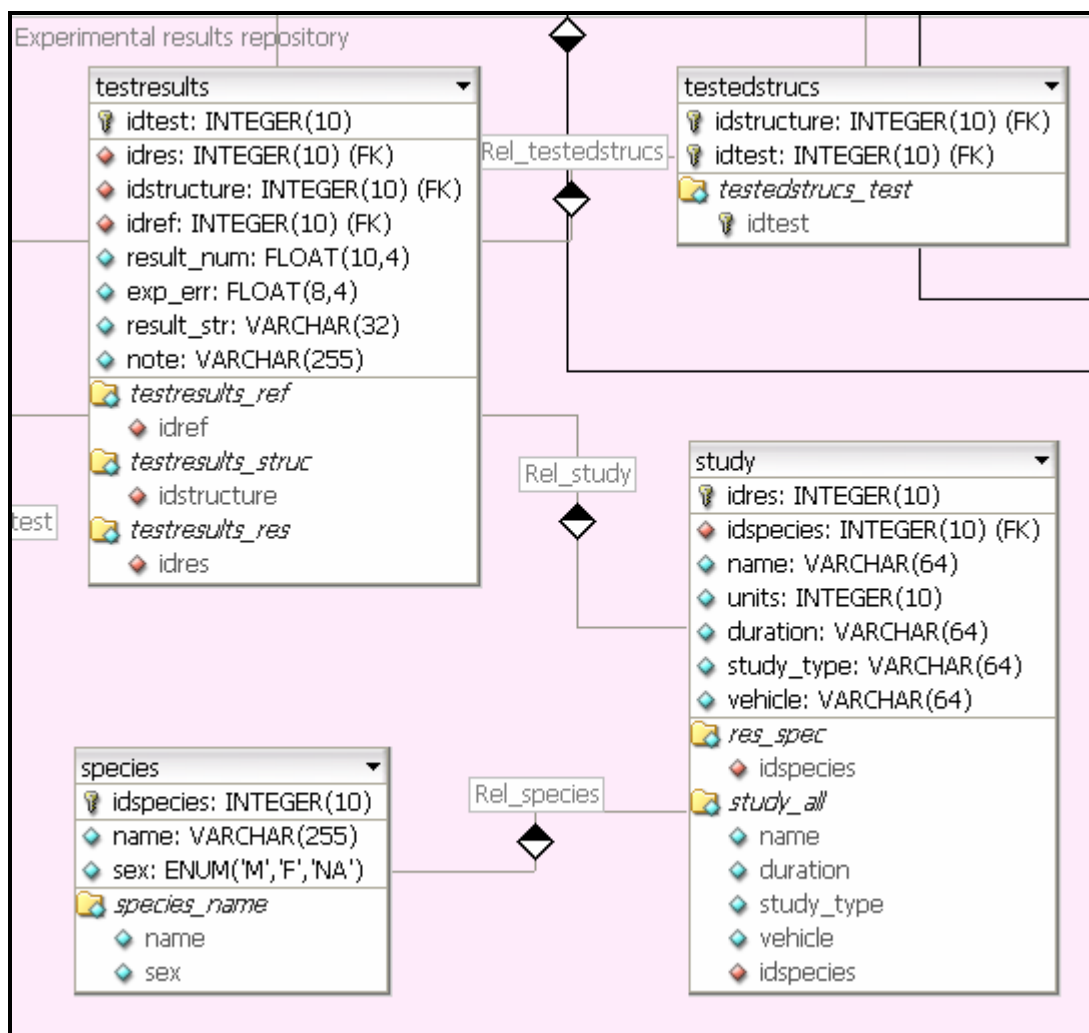 Experimental results repository
testresults
idtest: INTEGER(10)
idres: INTEGER(10) (FK)
idstructure: INTEGER(10) (FK)
idref: INTEGER(10) (FK)
result_num: FLOAT(10,4)
exp_err: FLOAT(8,4)
result_str: VARCHAR(32)
note: VARCHAR(255)
testresults_ref
idref
testresults_struc
idstructure
testresults_res
idres
Rel_testedstrucs
testedstrucs
idstructure: INTEGER(10) (FK)
idtest: INTEGER(10) (FK)
testedstrucs_test
idtest
Rel_study
test
study
idres: INTEGER(10)
idspecies: INTEGER(10) (FK)
name: VARCHAR(64)
units: INTEGER(10)
duration: VARCHAR(64)
study_type: VARCHAR(64)
vehicle: VARCHAR(64)
res_spec
idspecies
study_all
name
duration
study_type
vehicle
idspecies
Rel_species
species
idspecies: INTEGER(10)
name: VARCHAR(255)
sex: ENUM('M','F','NA')
species_name
name
sex